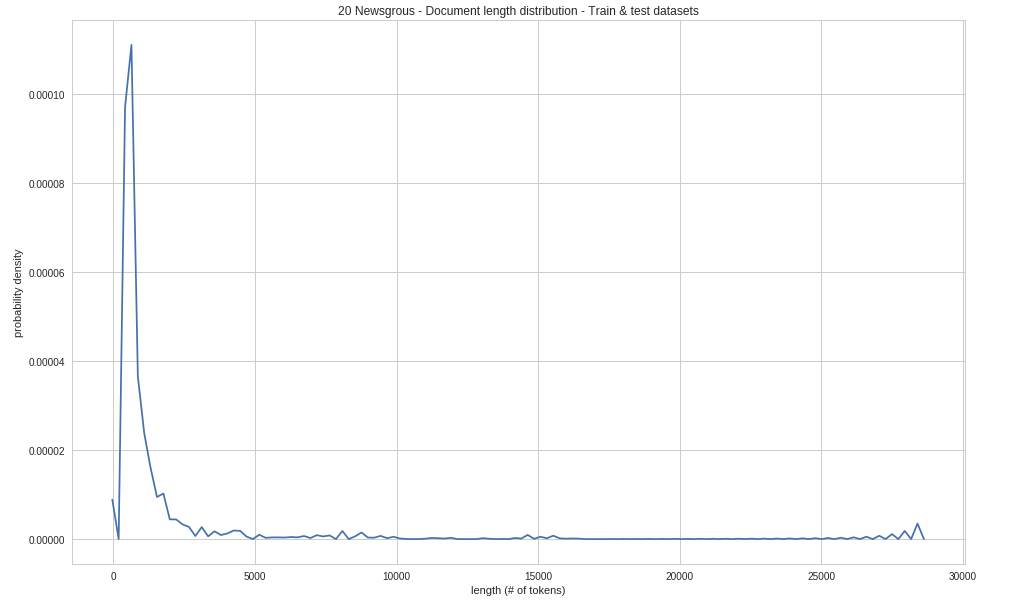 20 Newsgrous - Document length distribution - Train & test datasets
probability density
0.00010
0.00008
0.00006
0.00004
0.00002
0.00000
0 5000 10000 15000 20000 25000 30000
length (# of tokens)